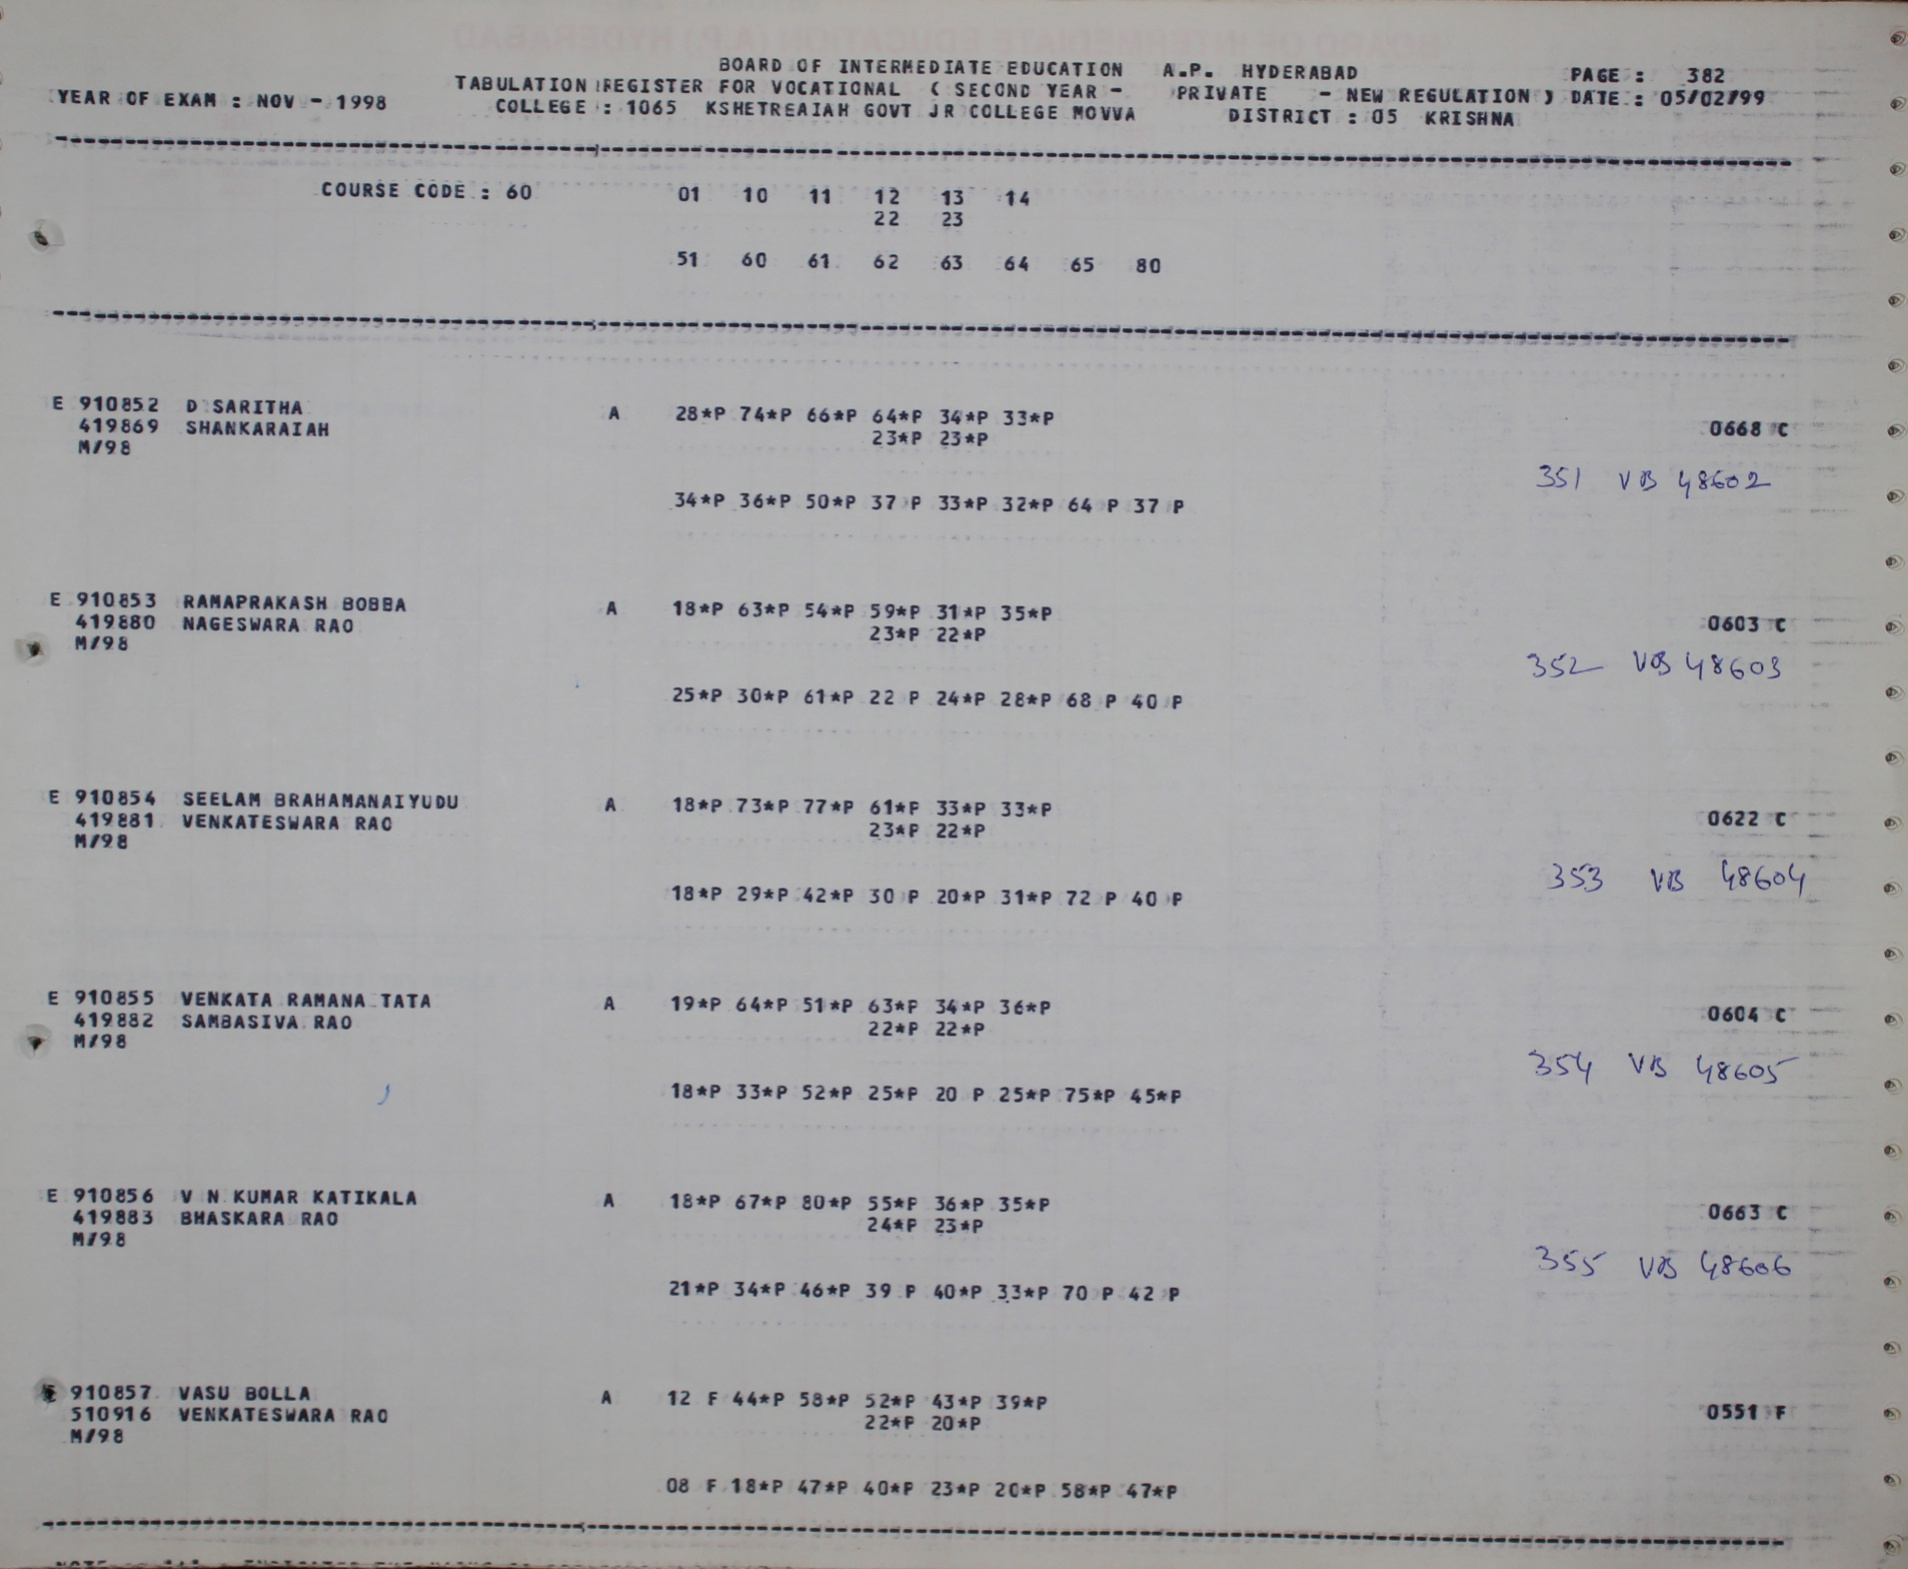 BOARD OF INTERMEDIATE EDUCATION A.P. HYDERABAD PAGE : 382
YEAR OF EXAM : NOV - 1998 TABULATION REGISTER FOR VOCATIONAL ( SECOND YEAR - PRIVATE - NEW REGULATION ) DATE : 05/02/99
COLLEGE : 1065 KSHETREAIAH GOVT JR COLLEGE MOVVA DISTRICT : 05 KRISHNA
COURSE CODE : 60 01 10 11 12 13 14
22 23
51 60 61 62 63 64 65 80
E 910852 D SARITHA A 28*P 74*P 66*P 64*P 34*P 33*P
419869 SHANKARAIAH 23*P 23*P 0668 C
M/98
351 VB 48602
34*P 36*P 50*P 37 P 33*P 32*P 64 P 37 P
E 910853 RAMAPRAKASH BOBBA A 18*P 63*P 54*P 59*P 31*P 35*P
419880 NAGESWARA RAO 23*P 22*P 0603 C
M/98
352 VB 48603
25*P 30*P 61*P 22 P 24*P 28*P 68 P 40 P
E 910854 SEELAM BRAHAMANAIYUDU A 18*P 73*P 77*P 61*P 33*P 33*P
419881 VENKATESWARA RAO 23*P 22*P 0622 C
M/98
353 VB 48604
18*P 29*P 42*P 30 P 20*P 31*P 72 P 40 P
E 910855 VENKATA RAMANA TATA A 19*P 64*P 51*P 63*P 34*P 36*P
419882 SAMBASIVA RAO 22*P 22*P 0604 C
M/98
354 VB 48605
18*P 33*P 52*P 25*P 20 P 25*P 75*P 45*P
E 910856 V N KUMAR KATIKALA A 18*P 67*P 80*P 55*P 36*P 35*P
419883 BHASKARA RAO 24*P 23*P 0663 C
M/98
355 VB 48606
21*P 34*P 46*P 39 P 40*P 33*P 70 P 42 P
910857 VASU BOLLA A 12 F 44*P 58*P 52*P 43*P 39*P
510916 VENKATESWARA RAO 22*P 20*P 0551 F
M/98
08 F 18*P 47*P 40*P 23*P 20*P 58*P 47*P